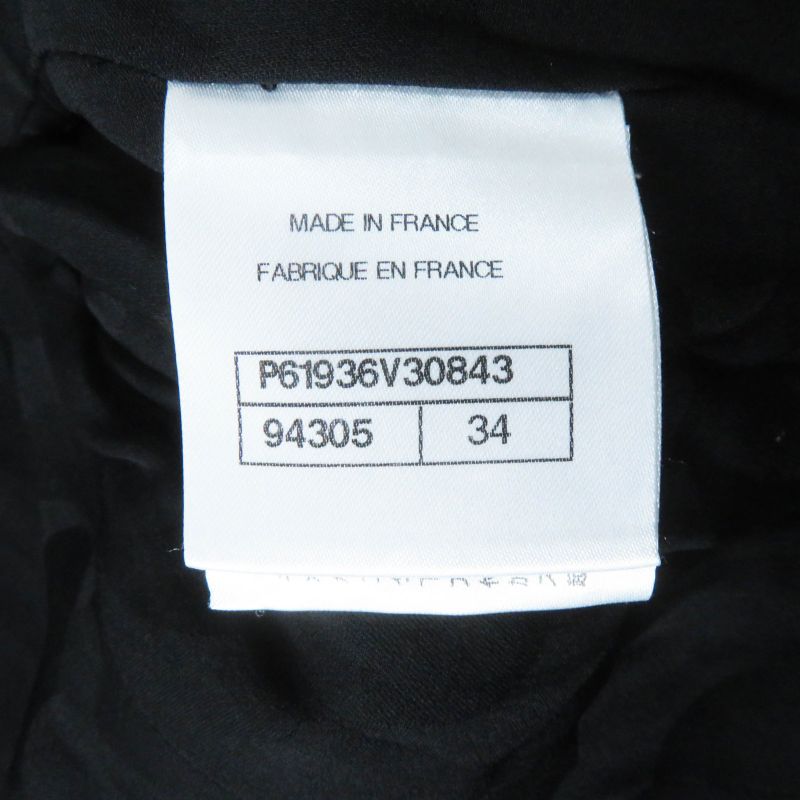 MADE IN FRANCE
FABRIQUE EN FRANCE
P61936V30843
94305 34